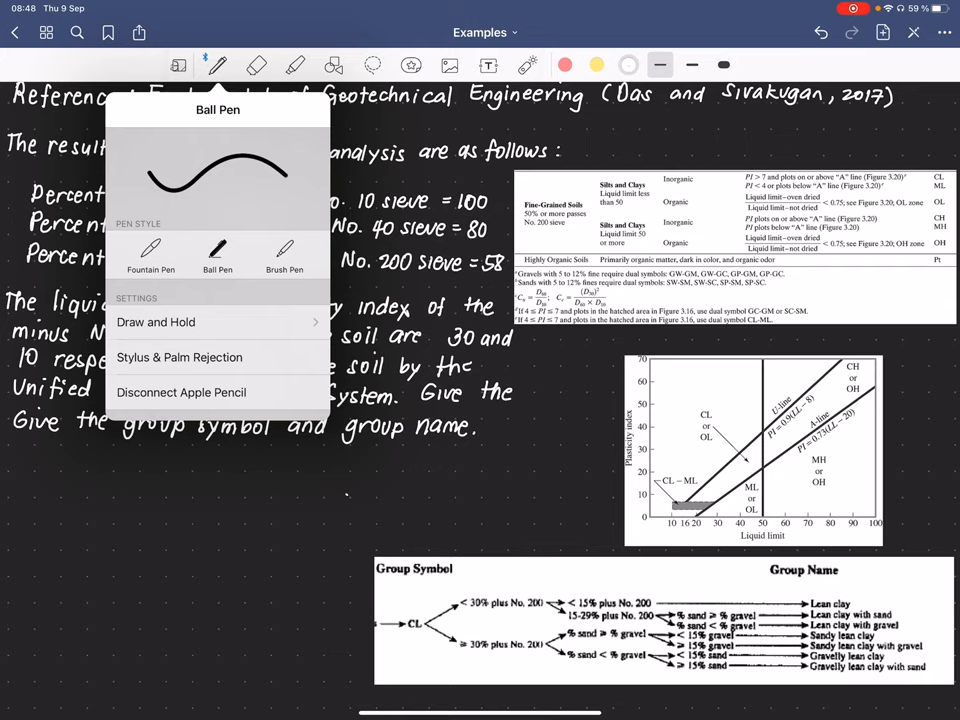 08:48 Thu 9 Sep
59 %
Examples
Geotechnical Engineering (Das and Sivakugan, 2017)
Ball Pen
The result analysis are as follows:
Percent 10 sieve = 100
Percent No. 40 sieve = 80
Percent No. 200 sieve = 58
PEN STYLE
Fountain Pen Ball Pen Brush Pen
SETTINGS
Draw and Hold
Stylus & Palm Rejection
Disconnect Apple Pencil
The index of the
minus soil are 30 and
10 soil by the
Unified System. Give the
Give the group symbol and group name.
Fine-Grained Soils
50% or more passes
No. 200 sieve
Silts and Clays
Liquid limit less
than 50
Inorganic
PI > 7 and plots on or above "A" line (Figure 3.20)ᵉ CL
PI < 4 or plots below "A" line (Figure 3.20)ᵉ ML
Organic
Liquid limit–oven dried
Liquid limit–not dried
< 0.75; see Figure 3.20; OL zone OL
Silts and Clays
Liquid limit 50
or more
Inorganic
PI plots on or above "A" line (Figure 3.20) CH
PI plots below "A" line (Figure 3.20) MH
Organic
Liquid limit–oven dried
Liquid limit–not dried
< 0.75; see Figure 3.20; OH zone OH
Highly Organic Soils Primarily organic matter, dark in color, and organic odor Pt
ᵃGravels with 5 to 12% fine require dual symbols: GW-GM, GW-GC, GP-GM, GP-GC.
ᵇSands with 5 to 12% fines require dual symbols: SW-SM, SW-SC, SP-SM, SP-SC.
ᶜCᵤ = D₆₀ / D₁₀; C꜀ = (D₃₀)² / (D₆₀ × D₁₀)
ᵈIf 4 ≤ PI ≤ 7 and plots in the hatched area in Figure 3.16, use dual symbol GC-GM or SC-SM.
ᵉIf 4 ≤ PI ≤ 7 and plots in the hatched area in Figure 3.16, use dual symbol CL-ML.
Plasticity index
70
60
50
40
30
20
10
0
CH
or
OH
CL
or
OL
U-line
PI = 0.9(LL – 8)
A-line
PI = 0.73(LL – 20)
MH
or
OH
CL – ML
ML
or
OL
10 16 20 30 40 50 60 70 80 90 100
Liquid limit
Group Symbol Group Name
CL
< 30% plus No. 200
< 15% plus No. 200 Lean clay
15-29% plus No. 200
% sand ≥ % gravel Lean clay with sand
% sand < % gravel Lean clay with gravel
≥ 30% plus No. 200
% sand ≥ % gravel
< 15% gravel Sandy lean clay
≥ 15% gravel Sandy lean clay with gravel
% sand < % gravel
< 15% sand Gravelly lean clay
≥ 15% sand Gravelly lean clay with sand